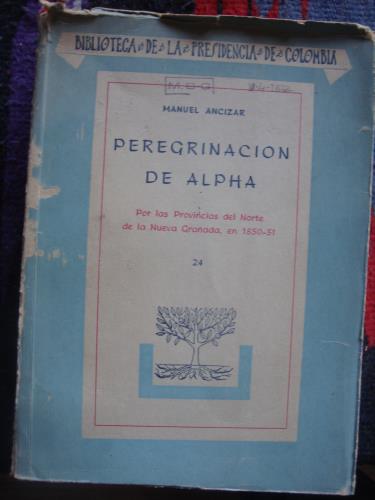 BIBLIOTECA-DE-LA-PRESIDENCIA-DE-COLOMBIA
M.B.G
MANUEL ANCIZAR
PEREGRINACION
DE ALPHA
Por las Provincias del Norte
de la Nueva Granada, en 1850-51
24